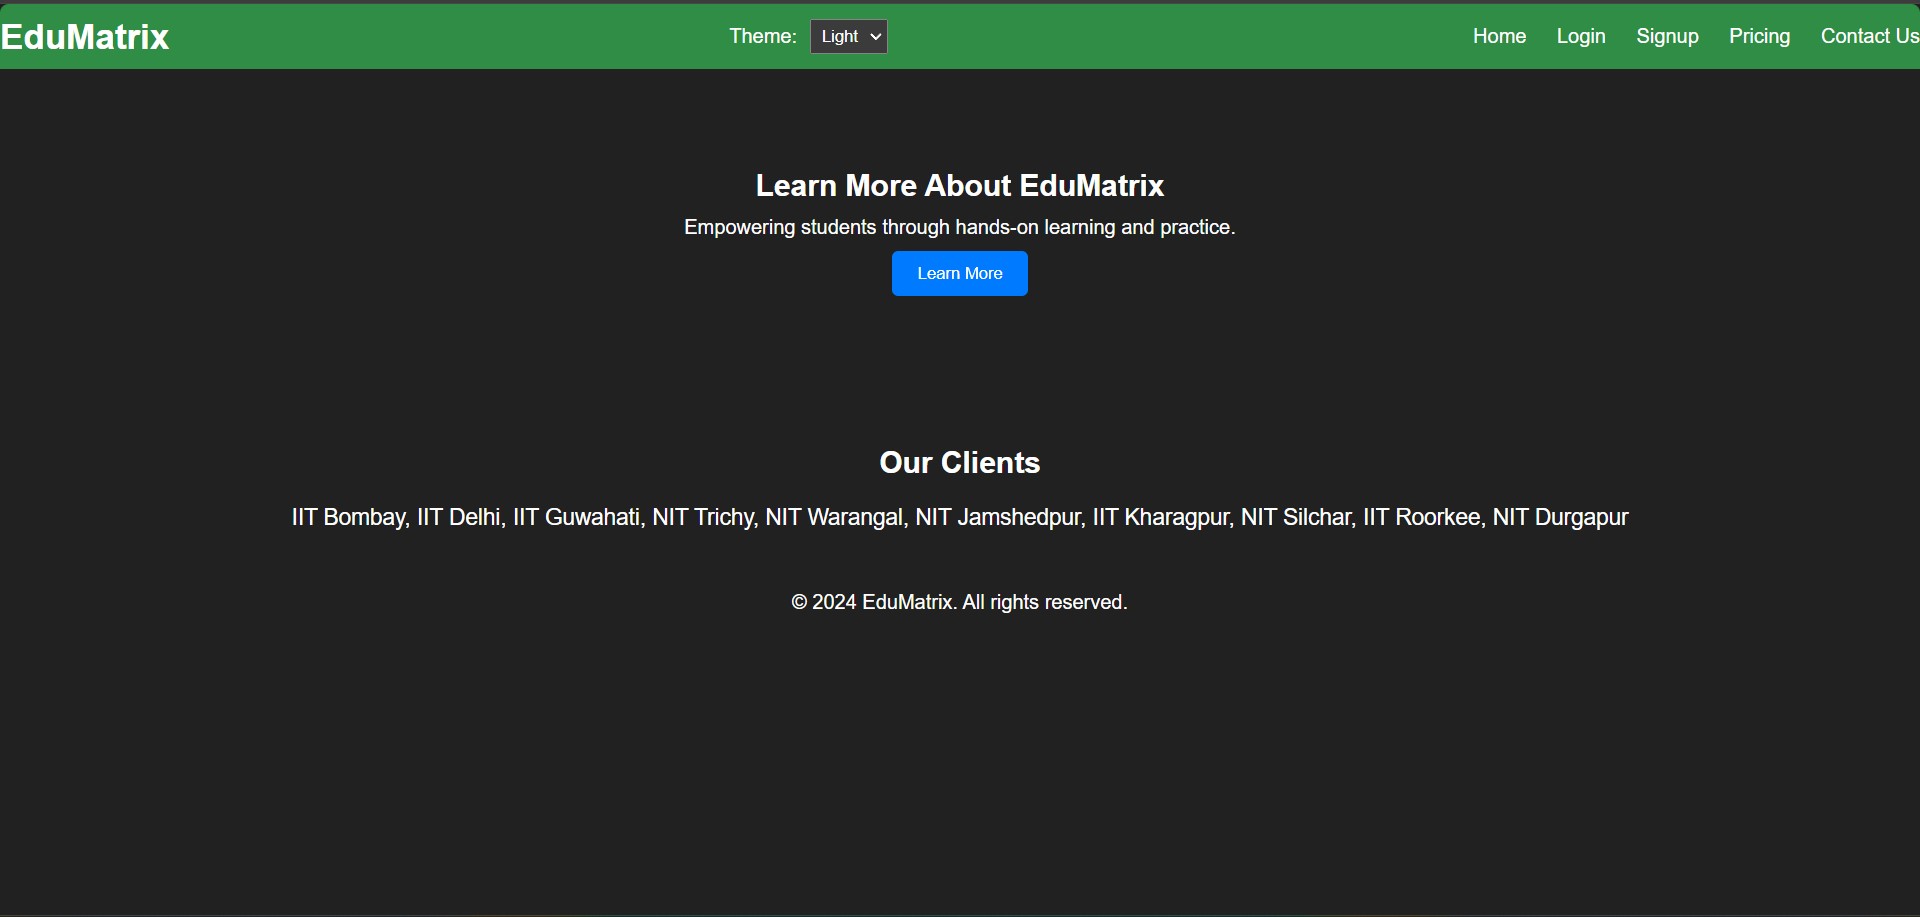 EduMatrix
Theme: Light
Home Login Signup Pricing Contact Us
Learn More About EduMatrix
Empowering students through hands-on learning and practice.
Learn More
Our Clients
IIT Bombay, IIT Delhi, IIT Guwahati, NIT Trichy, NIT Warangal, NIT Jamshedpur, IIT Kharagpur, NIT Silchar, IIT Roorkee, NIT Durgapur
© 2024 EduMatrix. All rights reserved.